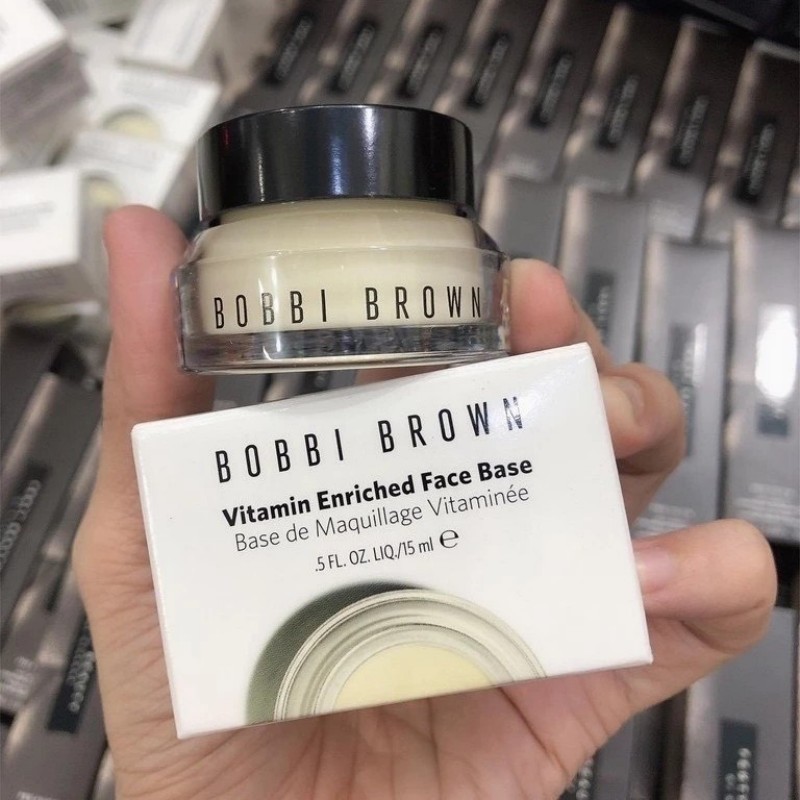 BOBBI BROWN
BOBBI BROWN
Vitamin Enriched Face Base
Base de Maquillage Vitaminée
.5 FL. OZ. LIQ./15 ml ℮